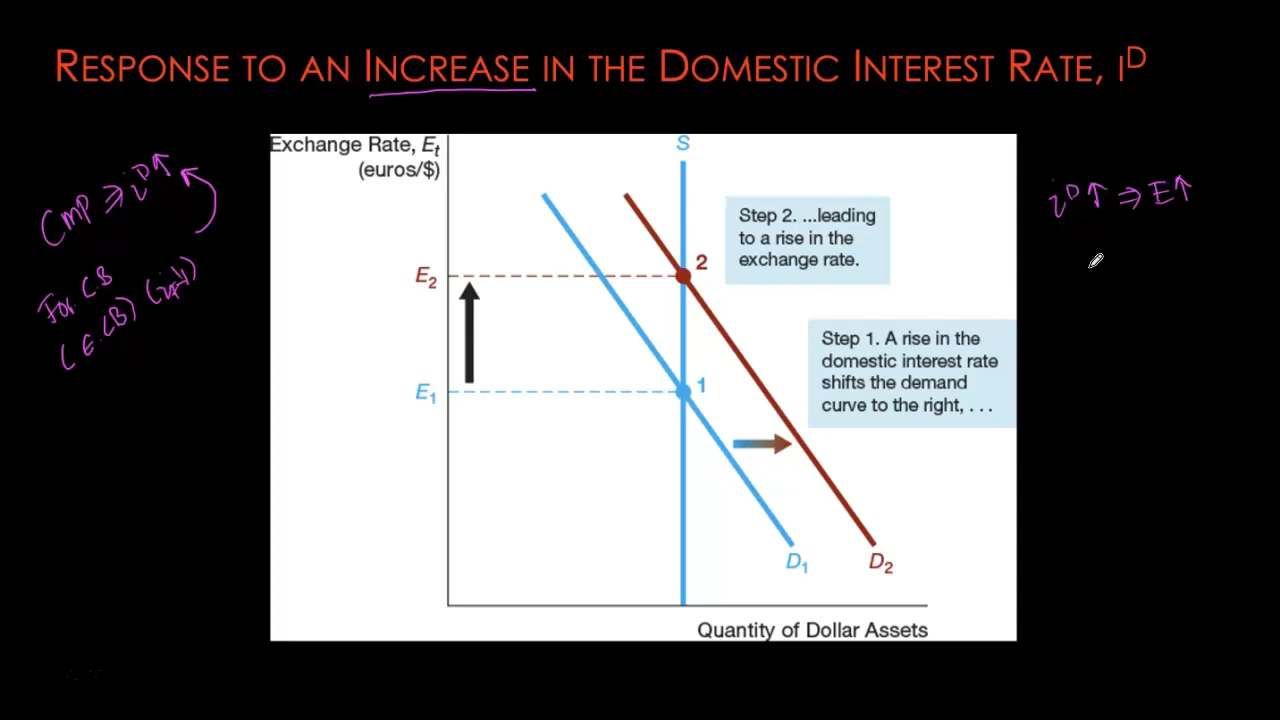 RESPONSE TO AN INCREASE IN THE DOMESTIC INTEREST RATE, I^D
CMP ⇒ i^D ↑
For. CB
(E.CB)
i^D ↑ ⇒ E ↑
Exchange Rate, E_t
(euros/$)
S
Step 2. ...leading
to a rise in the
exchange rate.
2
E_2
Step 1. A rise in the
domestic interest rate
shifts the demand
curve to the right, . . .
1
E_1
D_1
D_2
Quantity of Dollar Assets